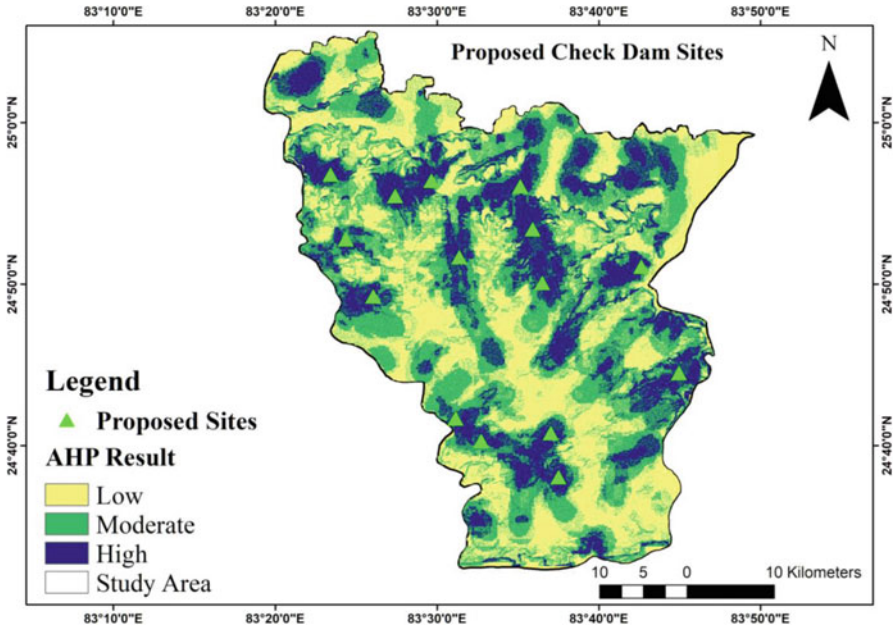 83°10'0"E 83°20'0"E 83°30'0"E 83°40'0"E 83°50'0"E
Proposed Check Dam Sites
N
25°0'0"N 25°0'0"N
24°50'0"N 24°50'0"N
24°40'0"N 24°40'0"N
Legend
Proposed Sites
AHP Result
Low
Moderate
High
Study Area
10 5 0 10 Kilometers
83°10'0"E 83°20'0"E 83°30'0"E 83°40'0"E 83°50'0"E